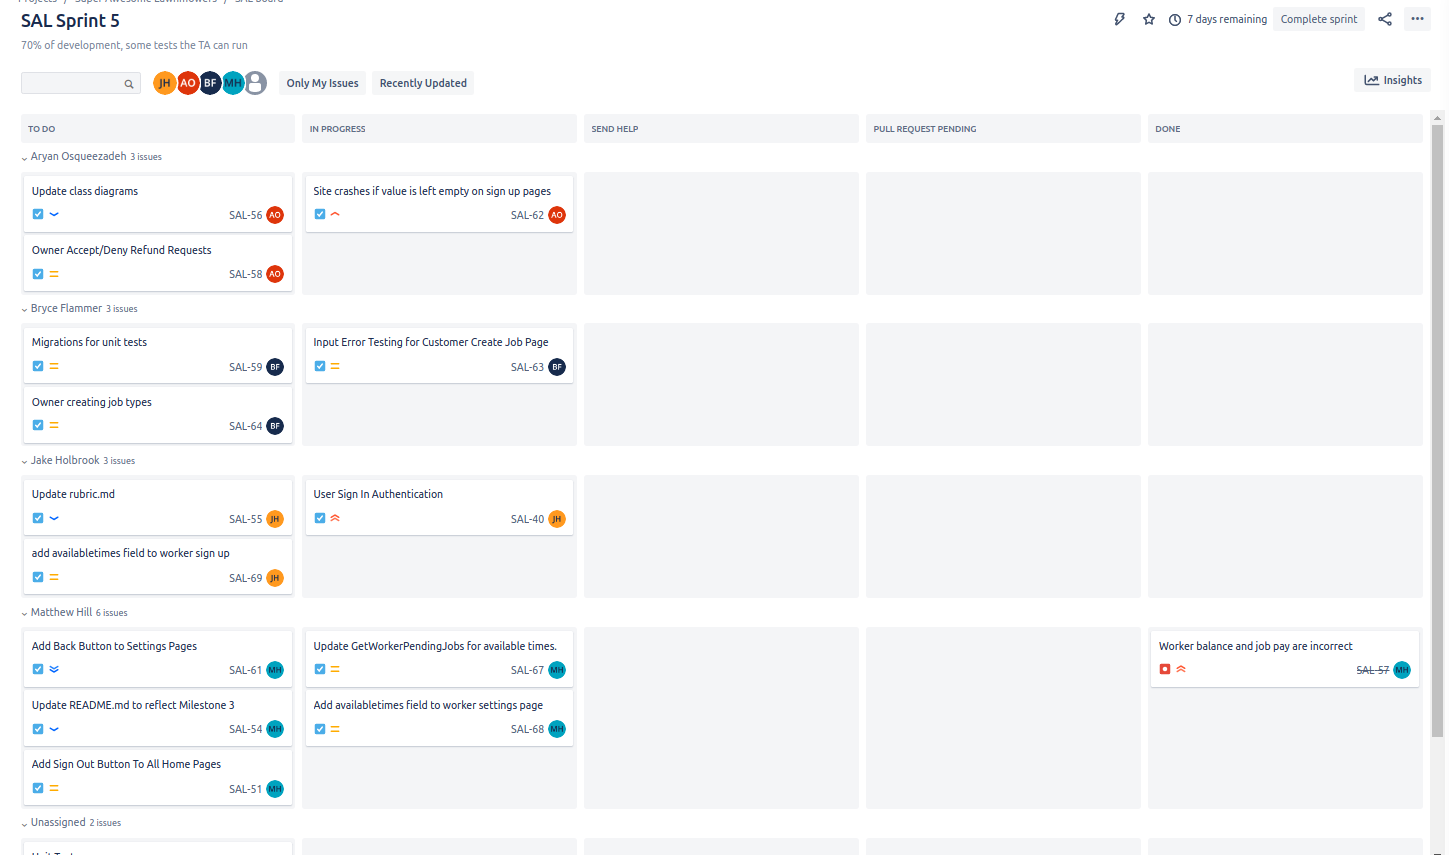 Projects / Super Awesome Lawnmowers / SAL board
SAL Sprint 5
7 days remaining
Complete sprint
70% of development, some tests the TA can run
JH AO BF MH
Only My Issues
Recently Updated
Insights
TO DO
IN PROGRESS
SEND HELP
PULL REQUEST PENDING
DONE
Aryan Osqueezadeh 3 issues
Update class diagrams
SAL-56 AO
Site crashes if value is left empty on sign up pages
SAL-62 AO
Owner Accept/Deny Refund Requests
SAL-58 AO
Bryce Flammer 3 issues
Migrations for unit tests
SAL-59 BF
Input Error Testing for Customer Create Job Page
SAL-63 BF
Owner creating job types
SAL-64 BF
Jake Holbrook 3 issues
Update rubric.md
SAL-55 JH
User Sign In Authentication
SAL-40 JH
add availabletimes field to worker sign up
SAL-69 JH
Matthew Hill 6 issues
Add Back Button to Settings Pages
SAL-61 MH
Update GetWorkerPendingJobs for available times.
SAL-67 MH
Worker balance and job pay are incorrect
SAL-57 MH
Update README.md to reflect Milestone 3
SAL-54 MH
Add availabletimes field to worker settings page
SAL-68 MH
Add Sign Out Button To All Home Pages
SAL-51 MH
Unassigned 2 issues